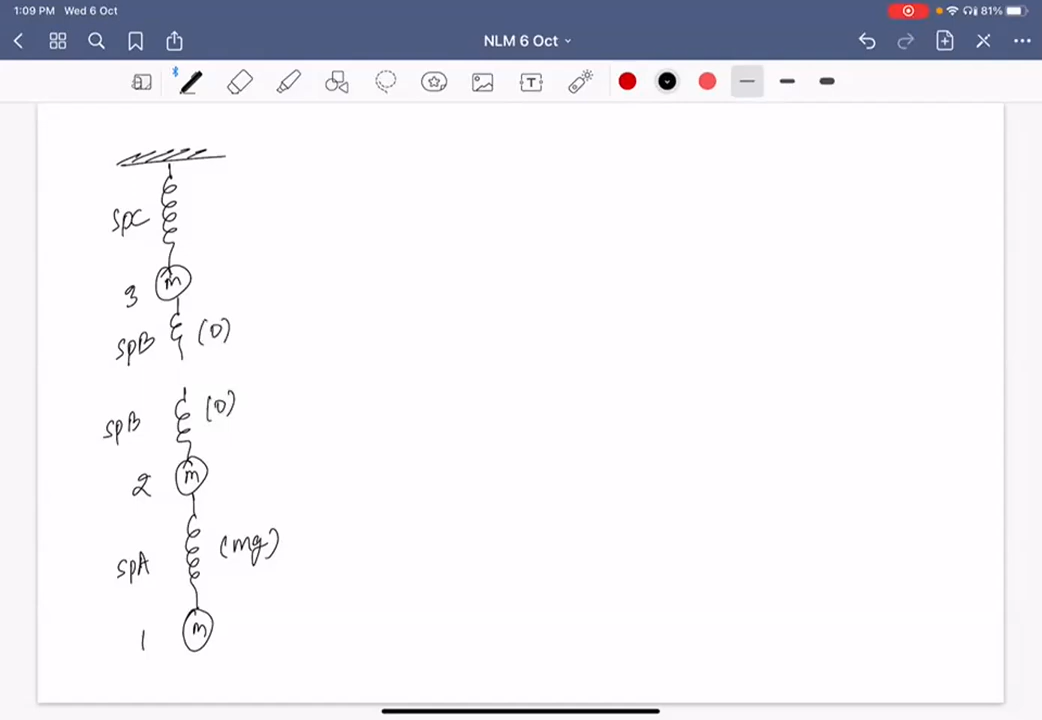 1:09 PM Wed 6 Oct
81%
NLM 6 Oct
T
spC
m
3
spB (0)
spB (0)
m
2
spA (mg)
m
1